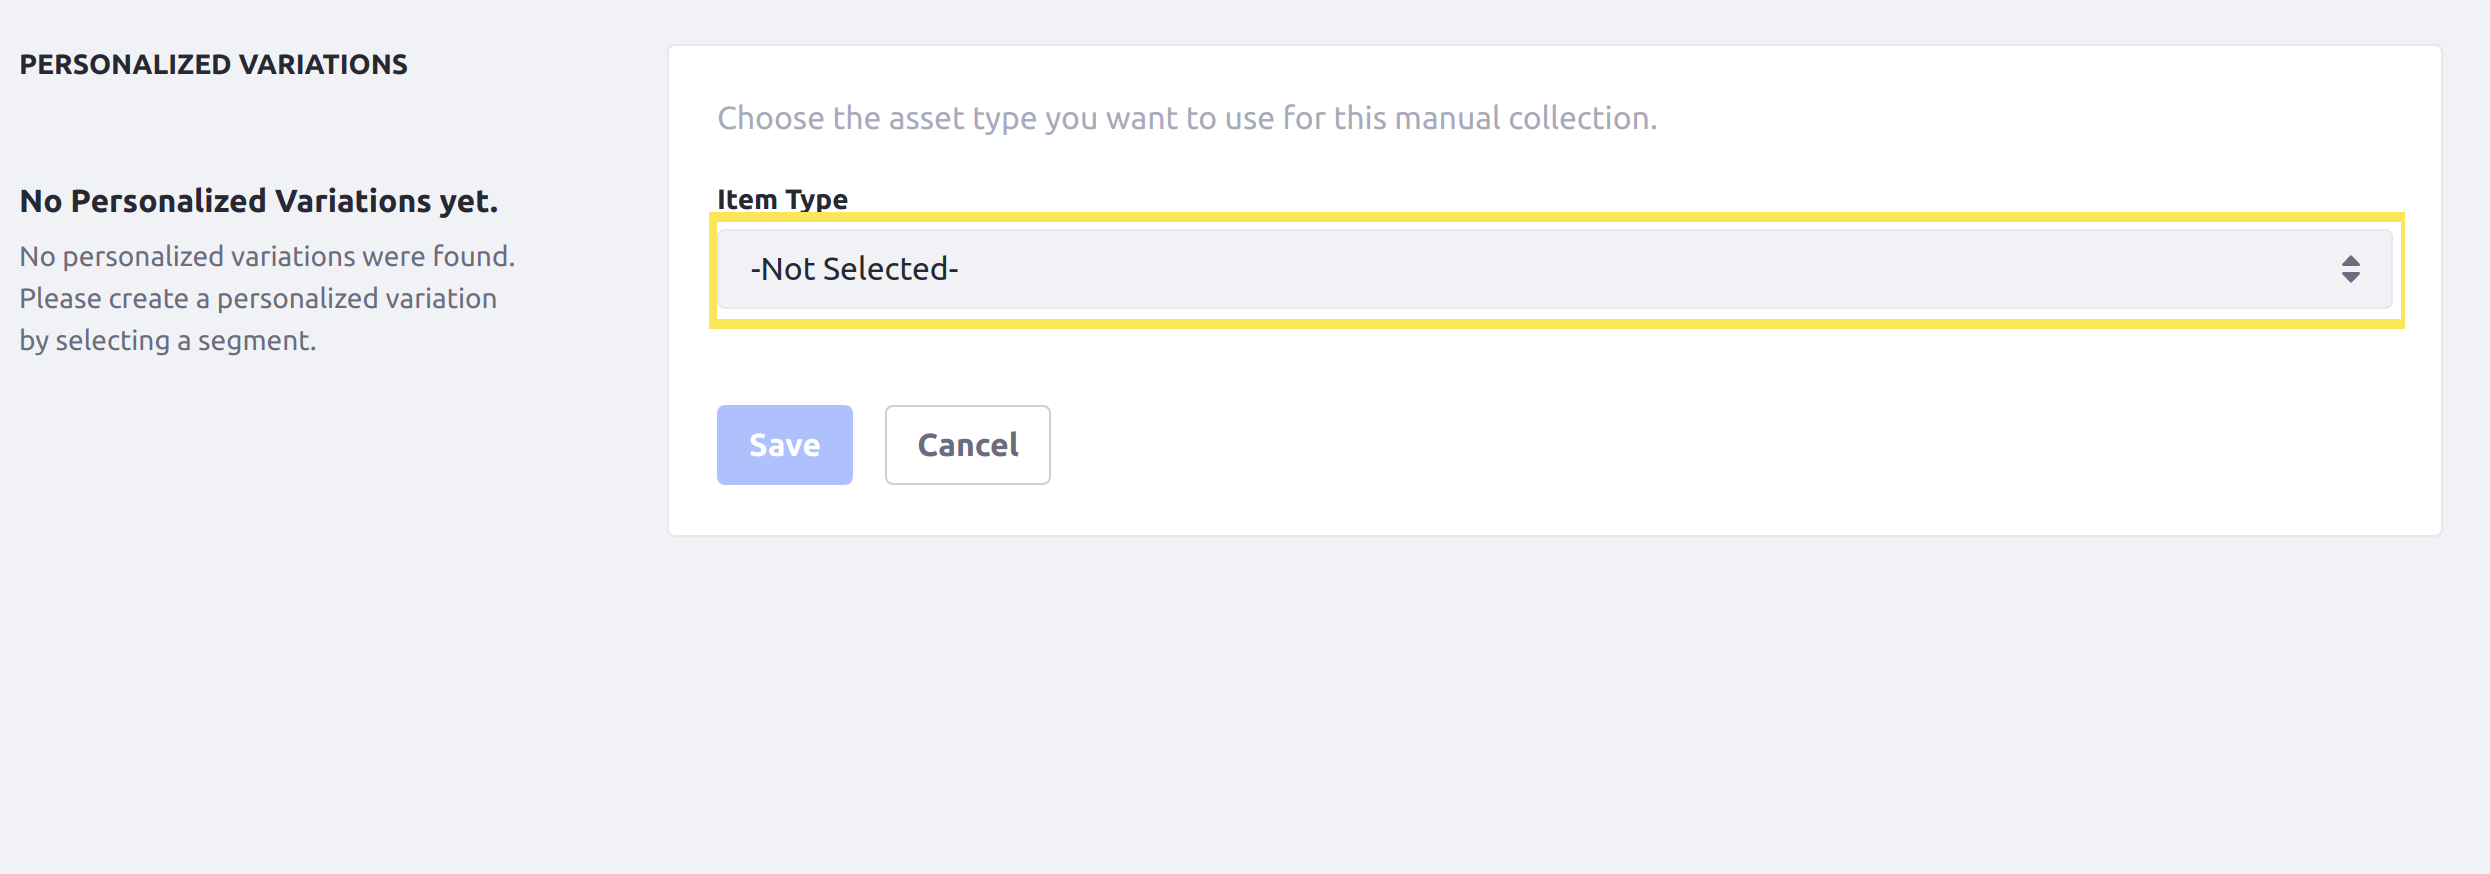 PERSONALIZED VARIATIONS
No Personalized Variations yet.
No personalized variations were found.
Please create a personalized variation
by selecting a segment.
Choose the asset type you want to use for this manual collection.
Item Type
-Not Selected-
Save
Cancel